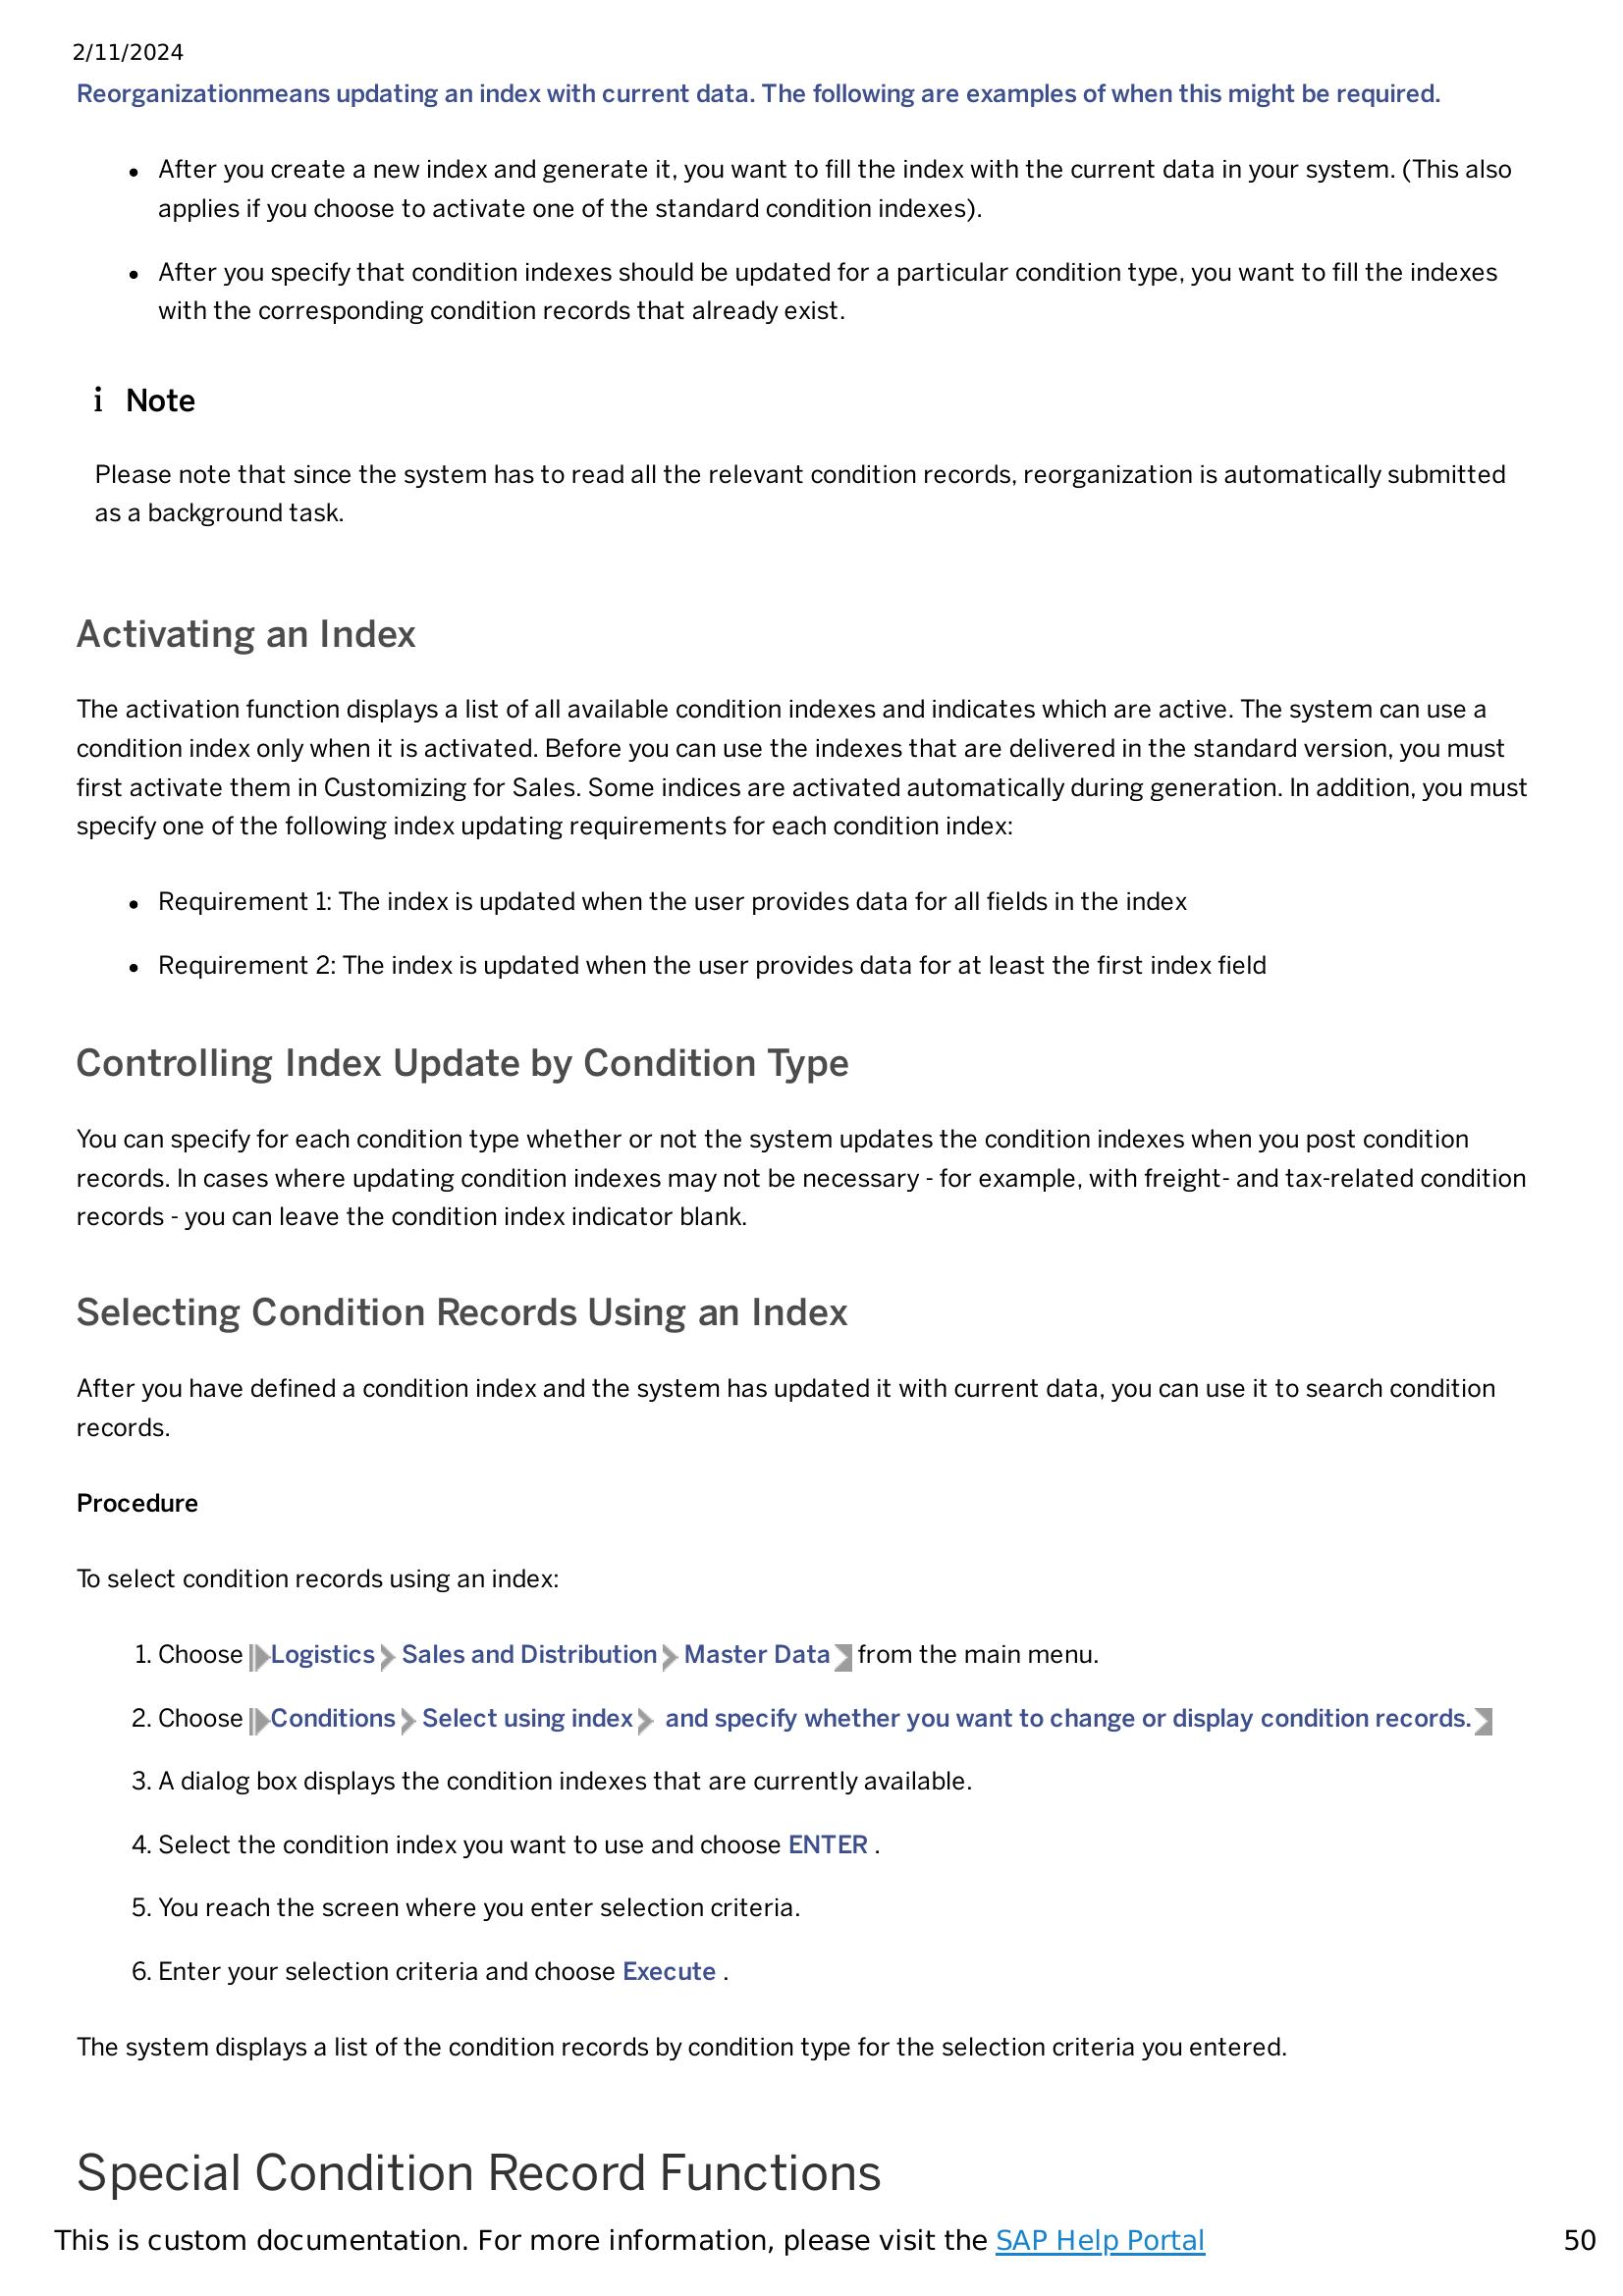 2/11/2024
Reorganizationmeans updating an index with current data. The following are examples of when this might be required.
• After you create a new index and generate it, you want to fill the index with the current data in your system. (This also
applies if you choose to activate one of the standard condition indexes).
• After you specify that condition indexes should be updated for a particular condition type, you want to fill the indexes
with the corresponding condition records that already exist.
i Note
Please note that since the system has to read all the relevant condition records, reorganization is automatically submitted
as a background task.
Activating an Index
The activation function displays a list of all available condition indexes and indicates which are active. The system can use a
condition index only when it is activated. Before you can use the indexes that are delivered in the standard version, you must
first activate them in Customizing for Sales. Some indices are activated automatically during generation. In addition, you must
specify one of the following index updating requirements for each condition index:
• Requirement 1: The index is updated when the user provides data for all fields in the index
• Requirement 2: The index is updated when the user provides data for at least the first index field
Controlling Index Update by Condition Type
You can specify for each condition type whether or not the system updates the condition indexes when you post condition
records. In cases where updating condition indexes may not be necessary - for example, with freight- and tax-related condition
records - you can leave the condition index indicator blank.
Selecting Condition Records Using an Index
After you have defined a condition index and the system has updated it with current data, you can use it to search condition
records.
Procedure
To select condition records using an index:
1. Choose Logistics Sales and Distribution Master Data from the main menu.
2. Choose Conditions Select using index and specify whether you want to change or display condition records.
3. A dialog box displays the condition indexes that are currently available.
4. Select the condition index you want to use and choose ENTER .
5. You reach the screen where you enter selection criteria.
6. Enter your selection criteria and choose Execute .
The system displays a list of the condition records by condition type for the selection criteria you entered.
Special Condition Record Functions
This is custom documentation. For more information, please visit the SAP Help Portal 50